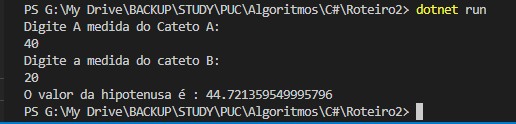 PS G:\My Drive\BACKUP\STUDY\PUC\Algoritmos\C#\Roteiro2> dotnet run
Digite A medida do Cateto A:
40
Digite a medida do cateto B:
20
O valor da hipotenusa é : 44.721359549995796
PS G:\My Drive\BACKUP\STUDY\PUC\Algoritmos\C#\Roteiro2>